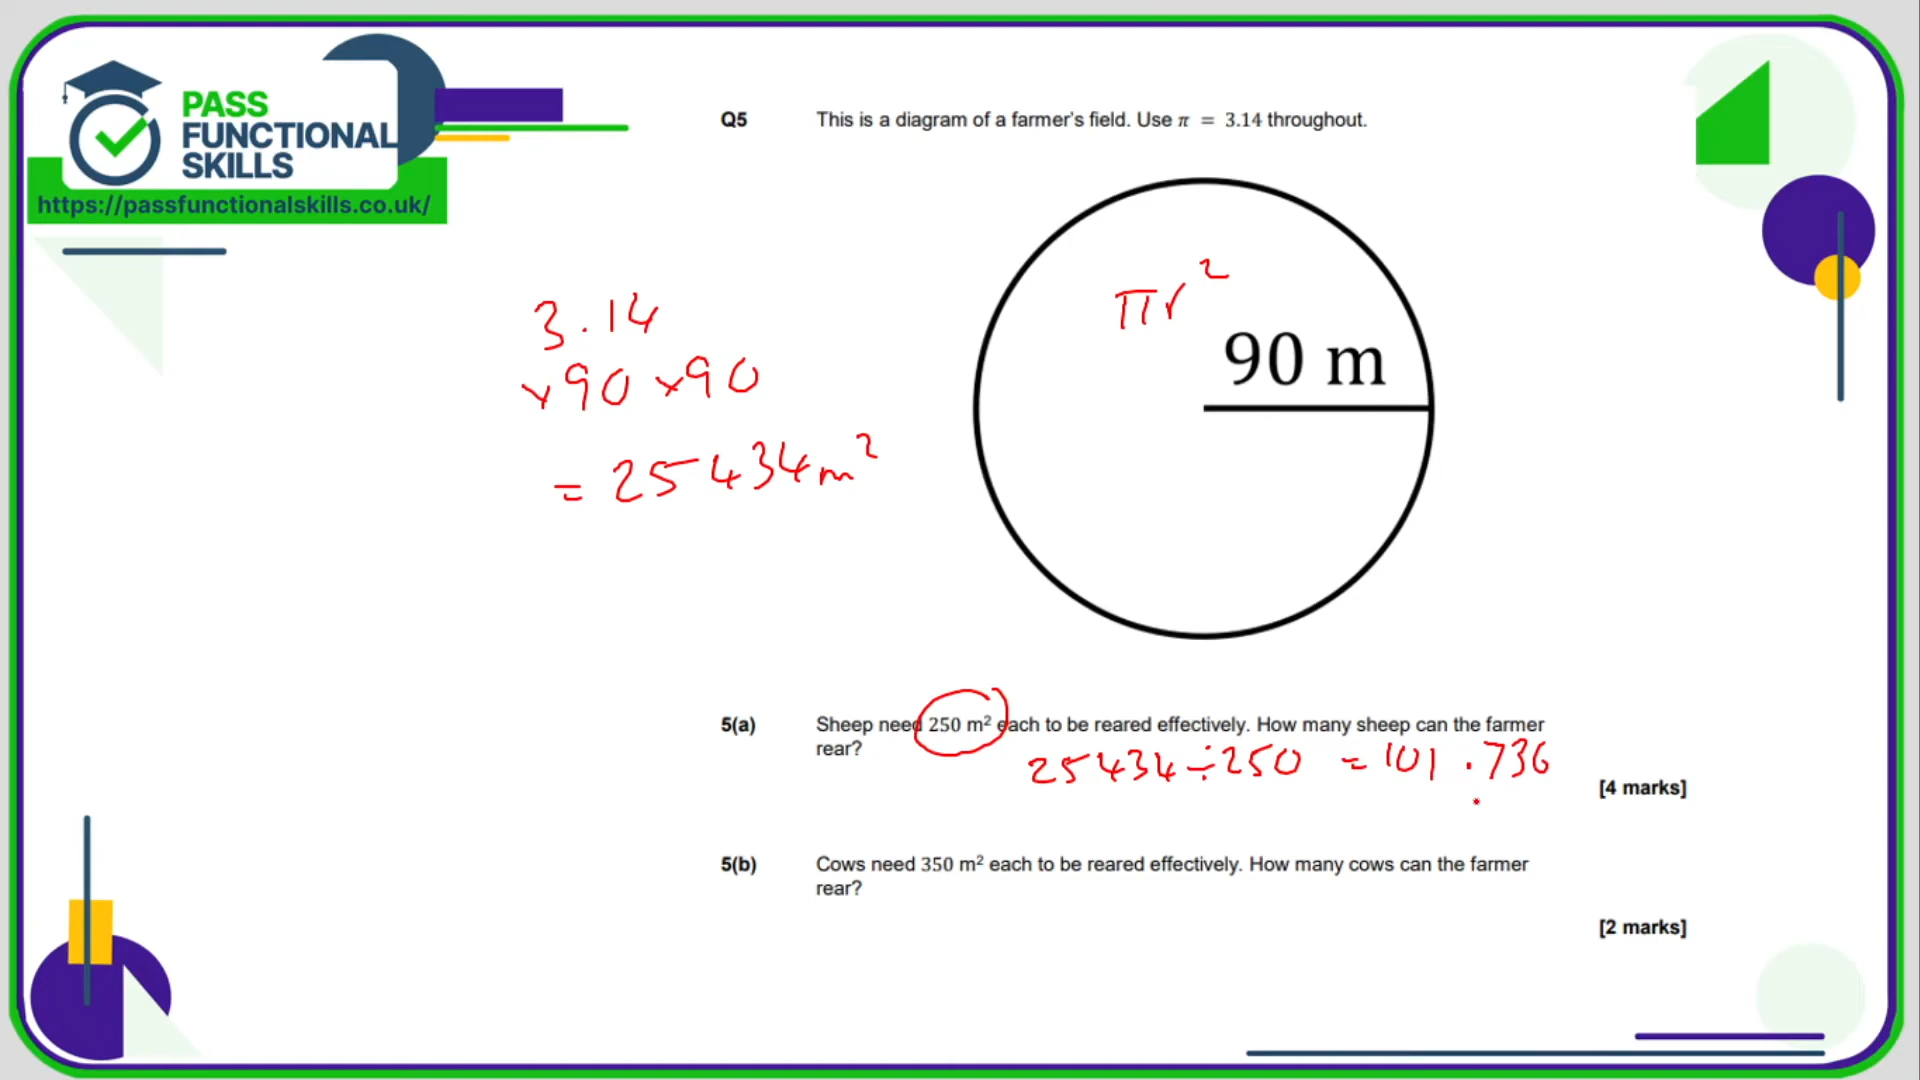 PASS
FUNCTIONAL
SKILLS
https://passfunctionalskills.co.uk/
Q5 This is a diagram of a farmer's field. Use π = 3.14 throughout.
πr²
90 m
3.14
×90 ×90
= 25434m²
5(a) Sheep need 250 m² each to be reared effectively. How many sheep can the farmer
rear?
25434÷250 = 101.736
[4 marks]
5(b) Cows need 350 m² each to be reared effectively. How many cows can the farmer
rear?
[2 marks]